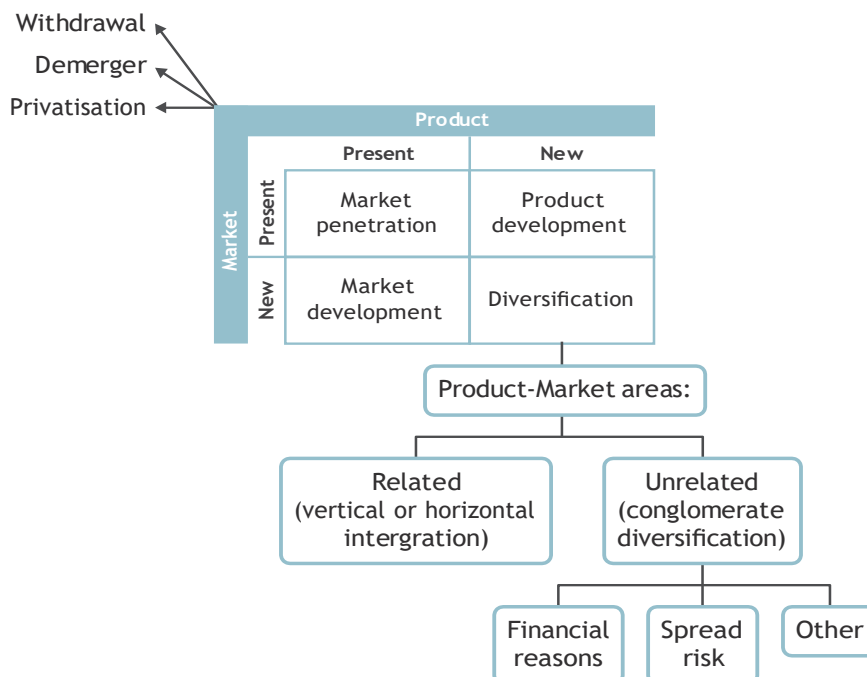 Withdrawal
Demerger
Privatisation
Product
Present New
Market
Present
Market
penetration
Product
development
New
Market
development
Diversification
Product-Market areas:
Related
(vertical or horizontal
intergration)
Unrelated
(conglomerate
diversification)
Financial
reasons
Spread
risk
Other